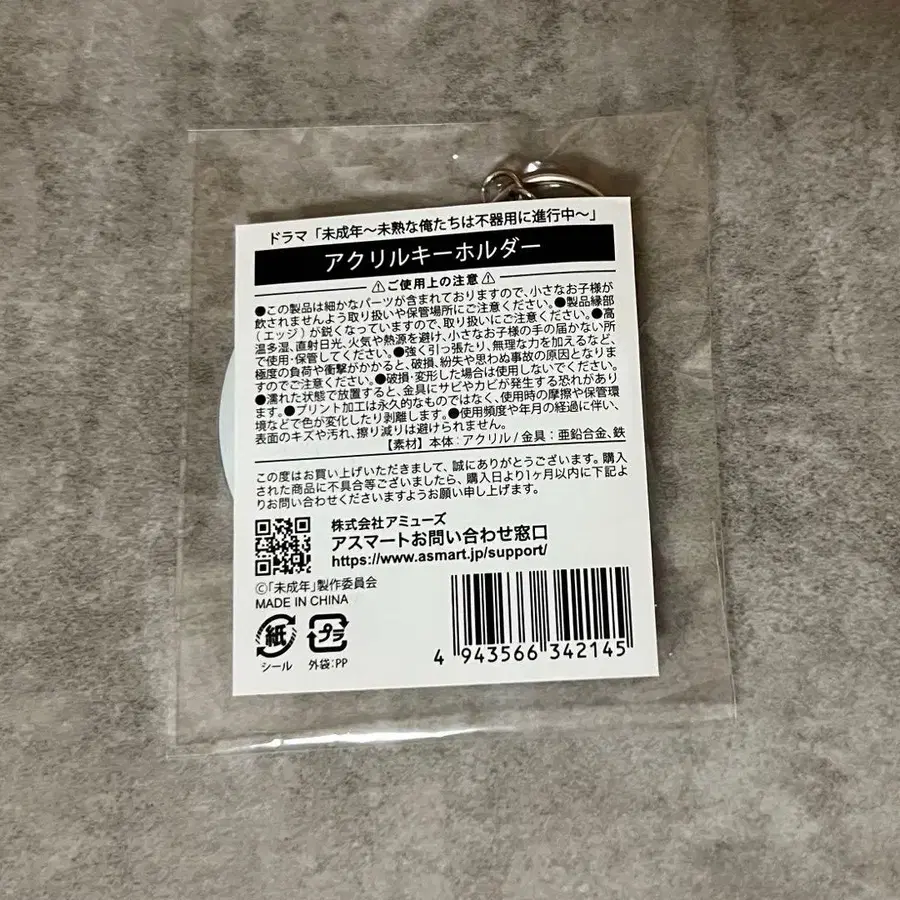 ドラマ「未成年～未熟な俺たちは不器用に進行中～」
アクリルキーホルダー
⚠ご使用上の注意⚠
●この製品は細かなパーツが含まれておりますので、小さなお子様が
飲されませんよう取り扱いや保管場所にご注意ください。●製品縁部
(エッジ)が鋭くなっていますので、取り扱いにご注意ください。●高
温多湿、直射日光、火気や熱源を避け、小さなお子様の手の届かない所
で使用・保管してください。●強く引っ張たり、無理な力を加えるなど、
極度の負荷や衝撃がかかると、破損、紛失や思わぬ事故の原因となりま
すのでご注意ください。●破損・変形した場合は使用しないでください。
●濡れた状態で放置すると、金具にサビやカビが発生する恐れがあり
ます。●プリント加工は永久的なものではなく、使用時の摩擦や保管環
境などで色が変化したり剥離します。●使用頻度や年月の経過に伴い、
表面のキズや汚れ、擦り減りは避けられません。
【素材】本体：アクリル/金具：亜鉛合金、鉄
この度はお買い上げいただきまして、誠にありがとうございます。購入
された商品に不具合等ございましたら、購入日より1ヶ月以内に下記よ
りお問い合わせくださいますようお願い申し上げます。
株式会社アミューズ
アスマートお問い合わせ窓口
https://www.asmart.jp/support/
©「未成年」製作委員会
MADE IN CHINA
紙
シール
プラ
外袋：PP
4 943566 342145